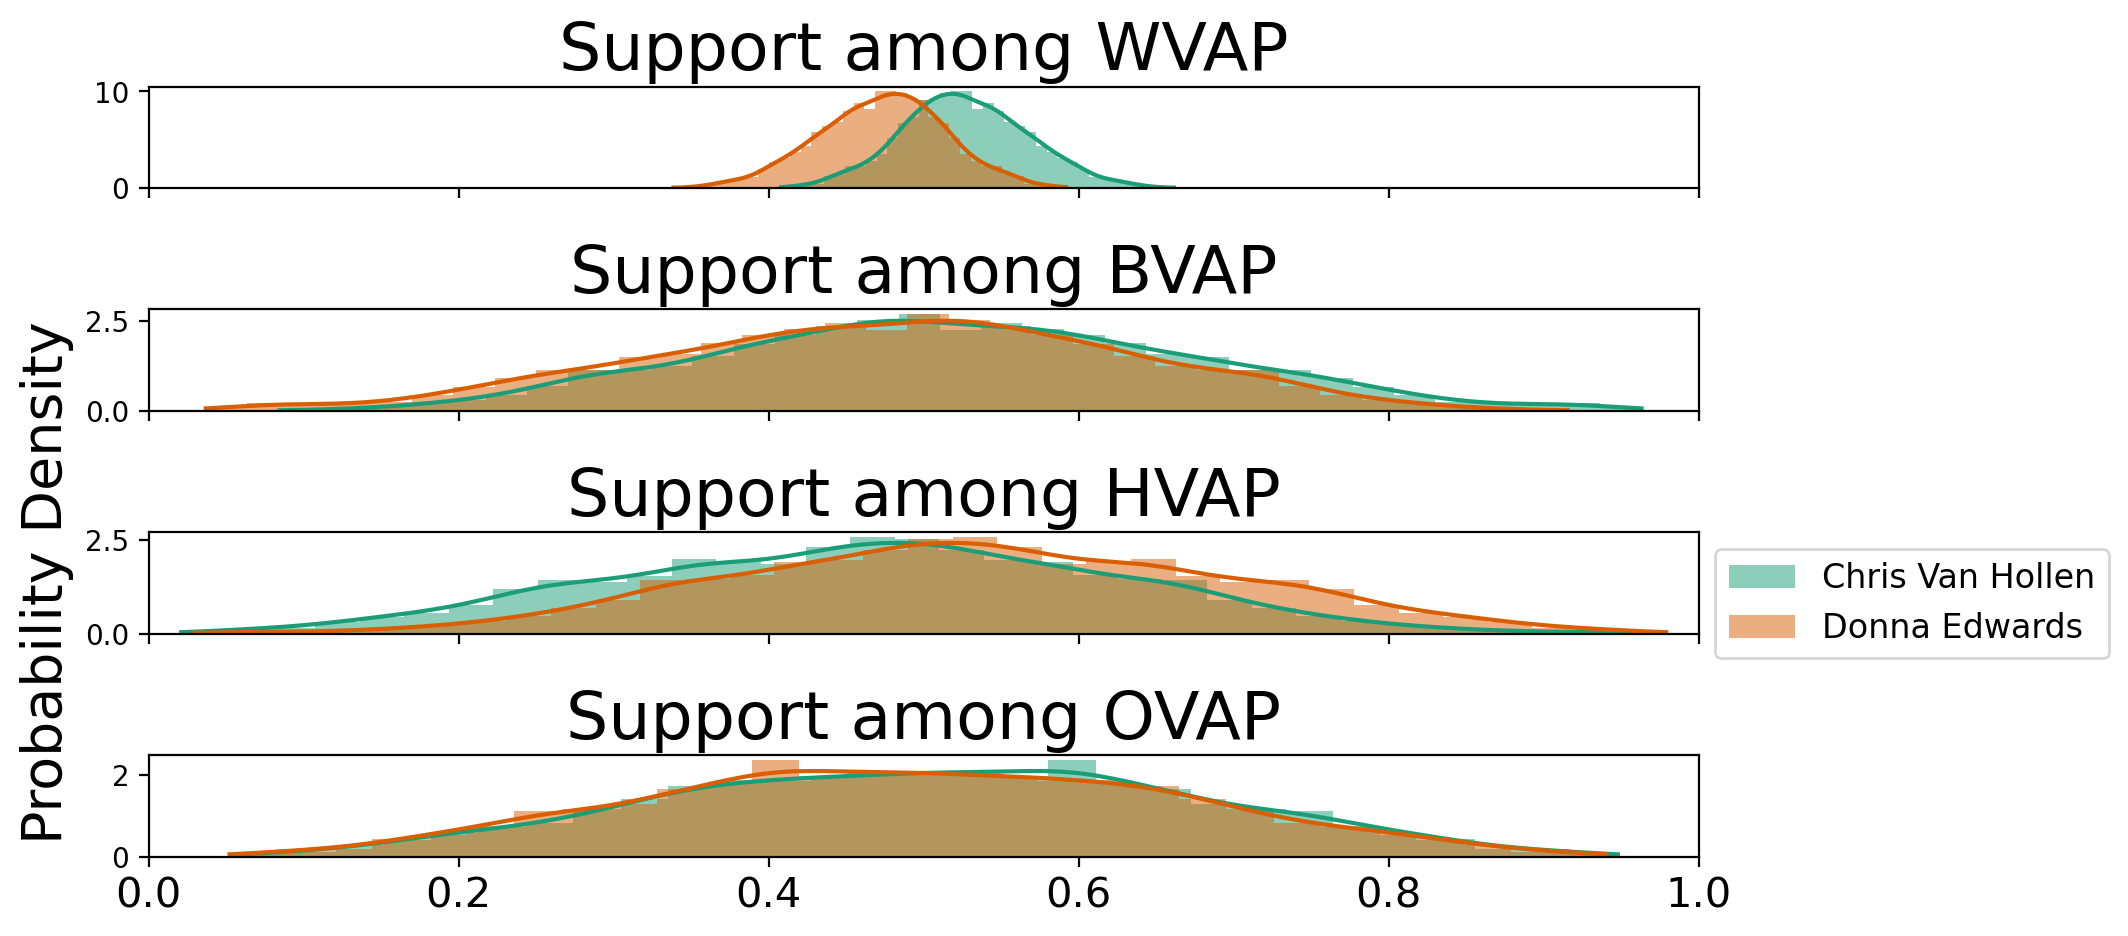 Support among WVAP
10
0
Support among BVAP
2.5
0.0
Support among HVAP
2.5
0.0
Chris Van Hollen
Donna Edwards
Support among OVAP
2
0
0.0 0.2 0.4 0.6 0.8 1.0
Probability Density